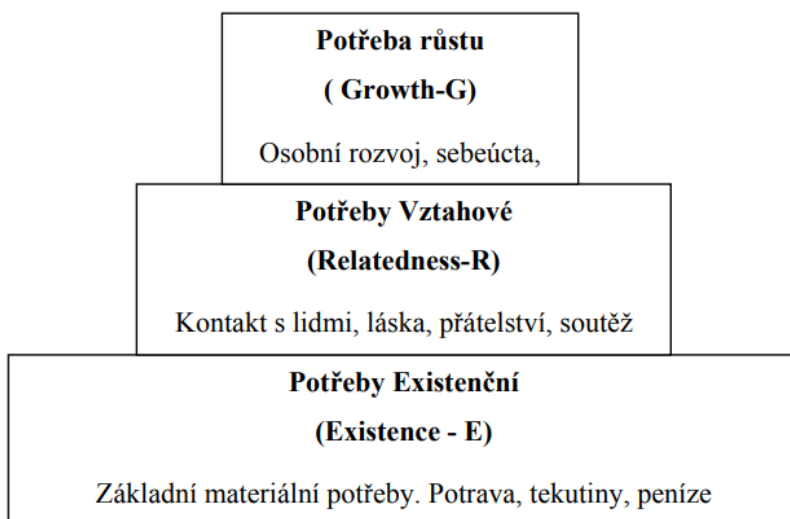 Potřeba růstu
( Growth-G)
Osobní rozvoj, sebeúcta,
Potřeby Vztahové
(Relatedness-R)
Kontakt s lidmi, láska, přátelství, soutěž
Potřeby Existenční
(Existence - E)
Základní materiální potřeby. Potrava, tekutiny, peníze